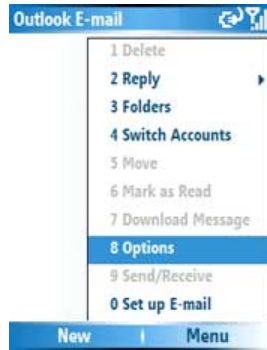 Outlook E-mail
1 Delete
2 Reply
3 Folders
4 Switch Accounts
5 Move
6 Mark as Read
7 Download Message
8 Options
9 Send/Receive
0 Set up E-mail
New Menu